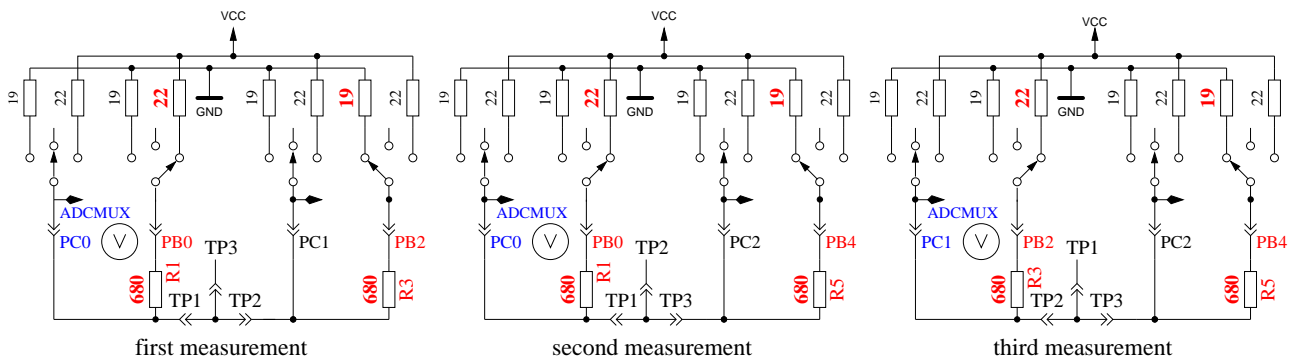 VCC
19 22 19 22 GND 19 22 19 22
ADCMUX
PC0 V PB0 TP3 PC1 PB2
680 R1 680 R3
TP1 TP2
first measurement
VCC
19 22 19 22 GND 19 22 19 22
ADCMUX
PC0 V PB0 TP2 PC2 PB4
680 R1 680 R5
TP1 TP3
second measurement
VCC
19 22 19 22 GND 19 22 19 22
ADCMUX
PC1 V PB2 TP1 PC2 PB4
680 R3 680 R5
TP2 TP3
third measurement